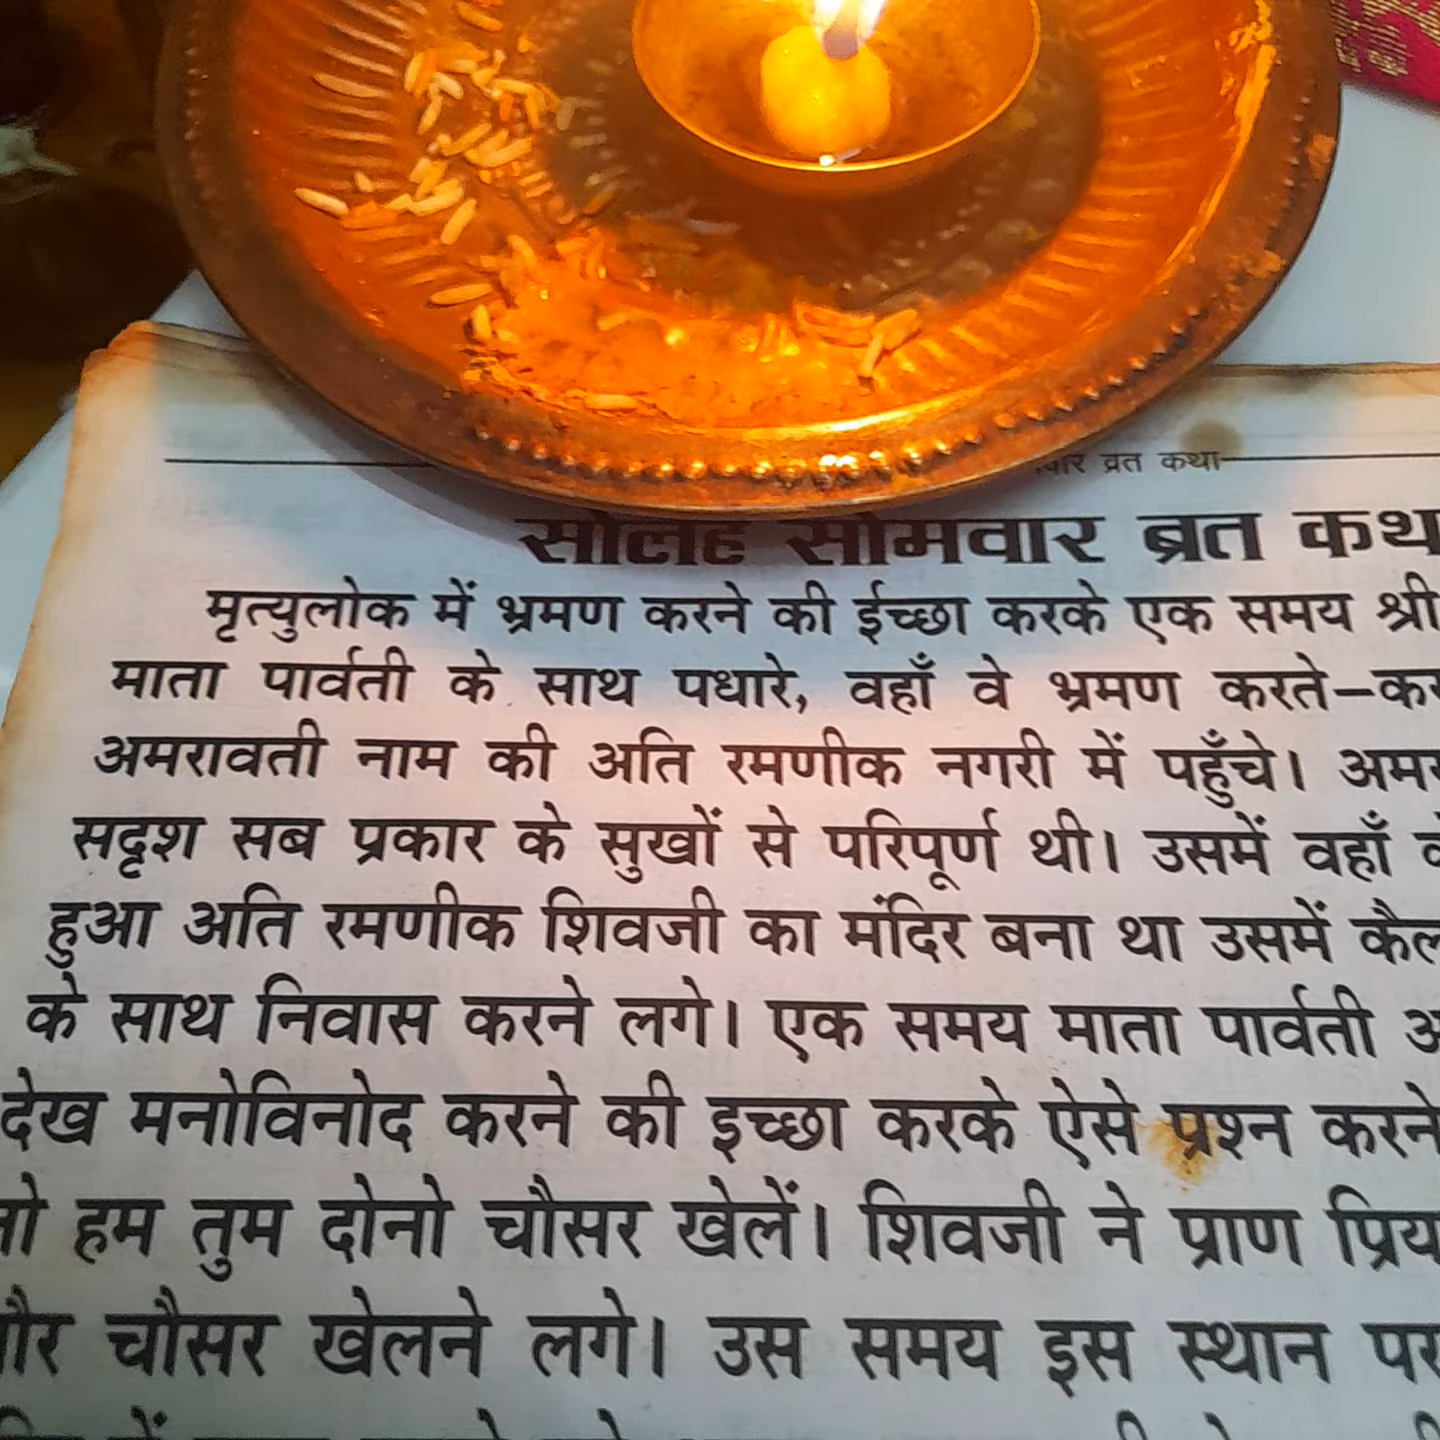 व्रत कथा
सोलह सोमवार ब्रत
मृत्युलोक में भ्रमण करने की ईच्छा करके एक समय श्री
माता पार्वती के साथ पधारे, वहाँ वे भ्रमण करते–
अमरावती नाम की अति रमणीक नगरी में पहुँचे।
सदृश सब प्रकार के सुखों से परिपूर्ण थी। उसमें वहाँ
हुआ अति रमणीक शिवजी का मंदिर बना था उसमें
के साथ निवास करने लगे। एक समय माता पार्वती
देख मनोविनोद करने की इच्छा करके ऐसे प्रश्न करने
हम तुम दोनो चौसर खेलें। शिवजी ने प्राण
चौसर खेलने लगे। उस समय इस स्थान पर